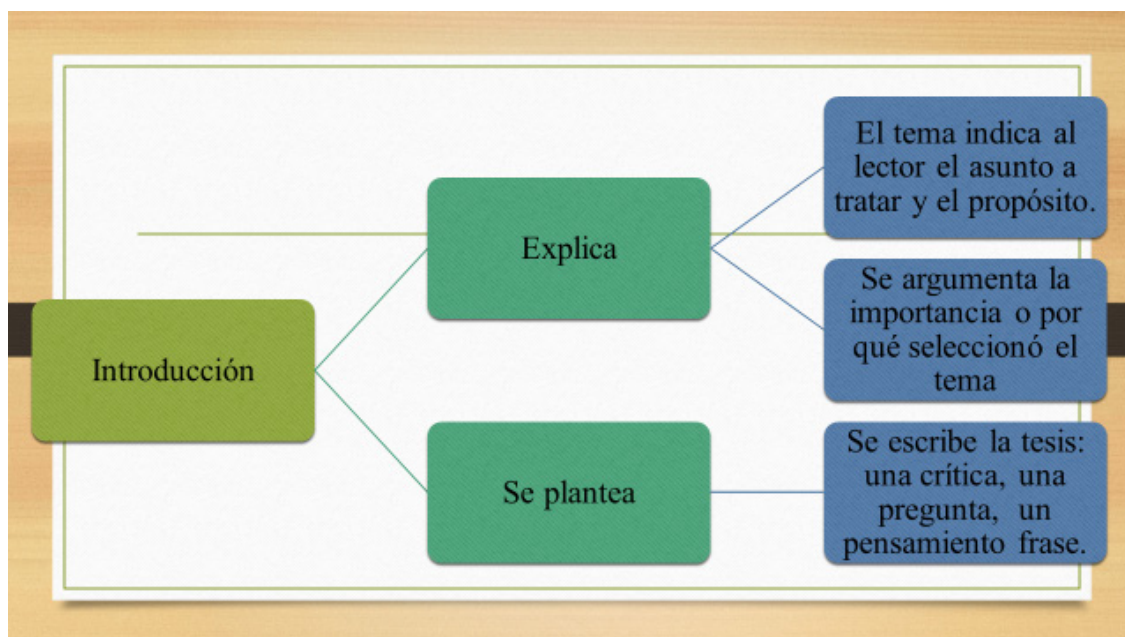 Introducción
Explica
El tema indica al
lector el asunto a
tratar y el propósito.
Se argumenta la
importancia o por
qué seleccionó el
tema
Se plantea
Se escribe la tesis:
una crítica, una
pregunta, un
pensamiento frase.